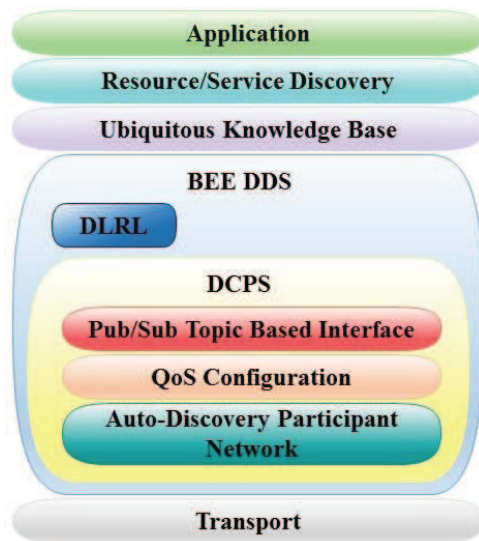 Application
Resource/Service Discovery
Ubiquitous Knowledge Base
BEE DDS
DLRL
DCPS
Pub/Sub Topic Based Interface
QoS Configuration
Auto-Discovery Participant
Network
Transport